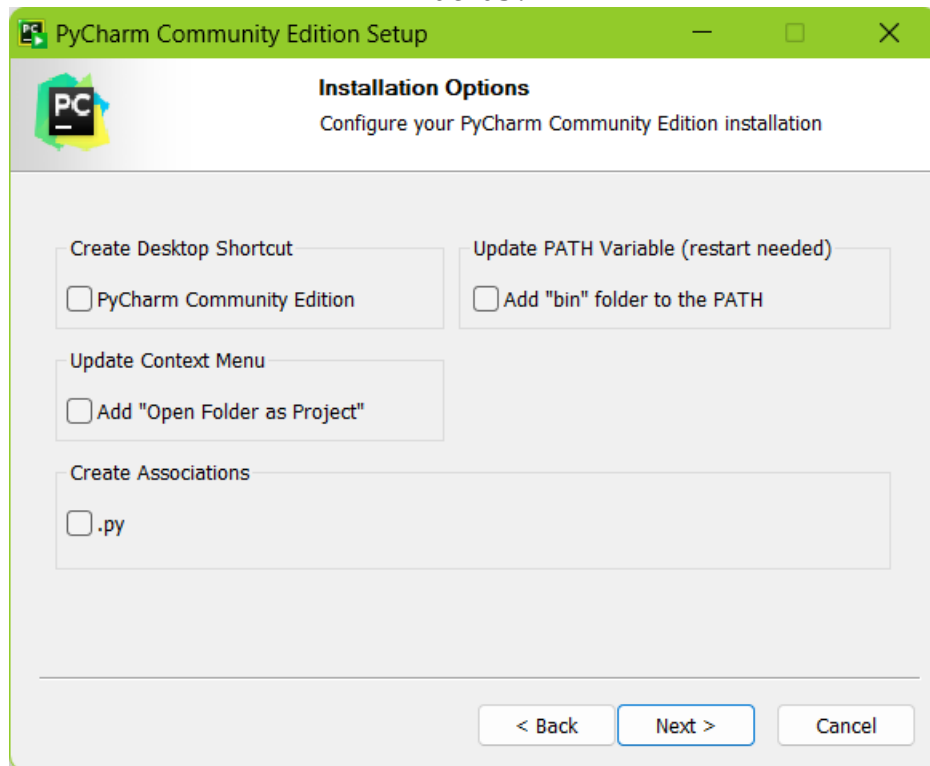 PyCharm Community Edition Setup
PC
Installation Options
Configure your PyCharm Community Edition installation
Create Desktop Shortcut
PyCharm Community Edition
Update PATH Variable (restart needed)
Add "bin" folder to the PATH
Update Context Menu
Add "Open Folder as Project"
Create Associations
.py
< Back
Next >
Cancel